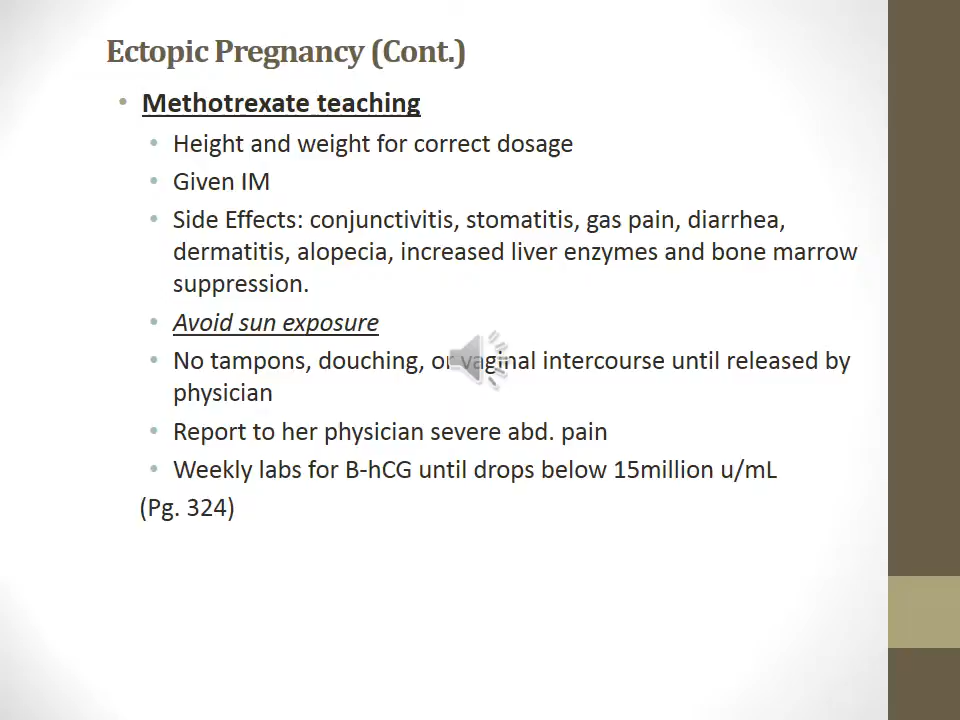 Ectopic Pregnancy (Cont.)
• Methotrexate teaching
• Height and weight for correct dosage
• Given IM
• Side Effects: conjunctivitis, stomatitis, gas pain, diarrhea,
dermatitis, alopecia, increased liver enzymes and bone marrow
suppression.
• Avoid sun exposure
• No tampons, douching, or vaginal intercourse until released by
physician
• Report to her physician severe abd. pain
• Weekly labs for B-hCG until drops below 15million u/mL
(Pg. 324)